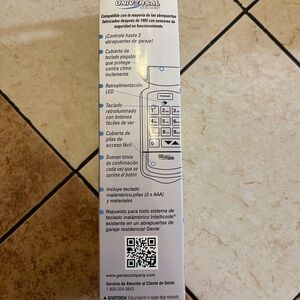 UNIVERSAL
Compatible con la mayoría de los abrepuertas
fabricados después de 1993 con sensores de
seguridad en funcionamiento.
¡Controle hasta 3
abrepuertas de garaje!
Cubierta de
teclado plegable
que protege
contra clima
inclemente
Retroalimentación
LED
Teclado
retroiluminado
con botones
fáciles de ver
Cubierta de
pilas de
acceso fácil
Suenan tonos
de confirmación
cada vez que se
oprime el botón
Incluye teclado
inalámbrico, pilas (2 x AAA)
y materiales
Repuesto para todo sistema de
teclado inalámbrico Intellicode®
existente en un abrepuertas de
garaje residencial Genie
www.geniecompany.com
Servicio de Atención al Cliente de Genie:
1-800-354-3643
ADVERTENCIA